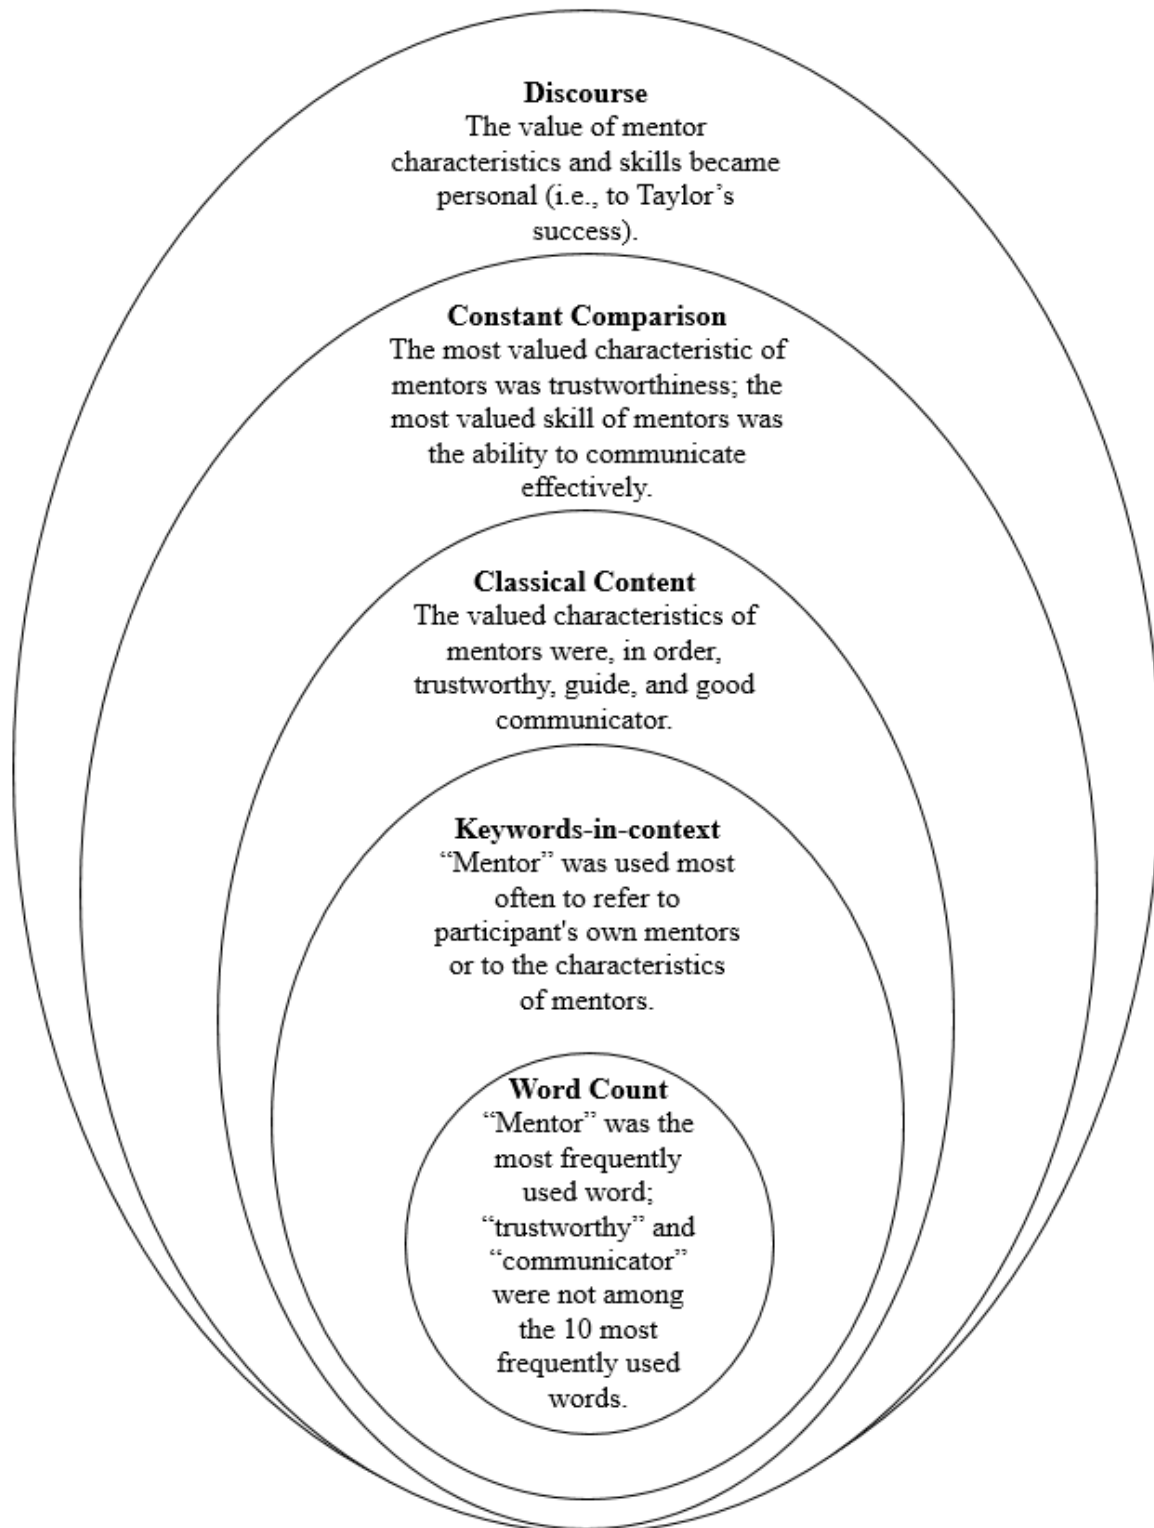 Discourse
The value of mentor
characteristics and skills became
personal (i.e., to Taylor’s
success).
Constant Comparison
The most valued characteristic of
mentors was trustworthiness; the
most valued skill of mentors was
the ability to communicate
effectively.
Classical Content
The valued characteristics of
mentors were, in order,
trustworthy, guide, and good
communicator.
Keywords-in-context
“Mentor” was used most
often to refer to
participant's own mentors
or to the characteristics
of mentors.
Word Count
“Mentor” was the
most frequently
used word;
“trustworthy” and
“communicator”
were not among
the 10 most
frequently used
words.